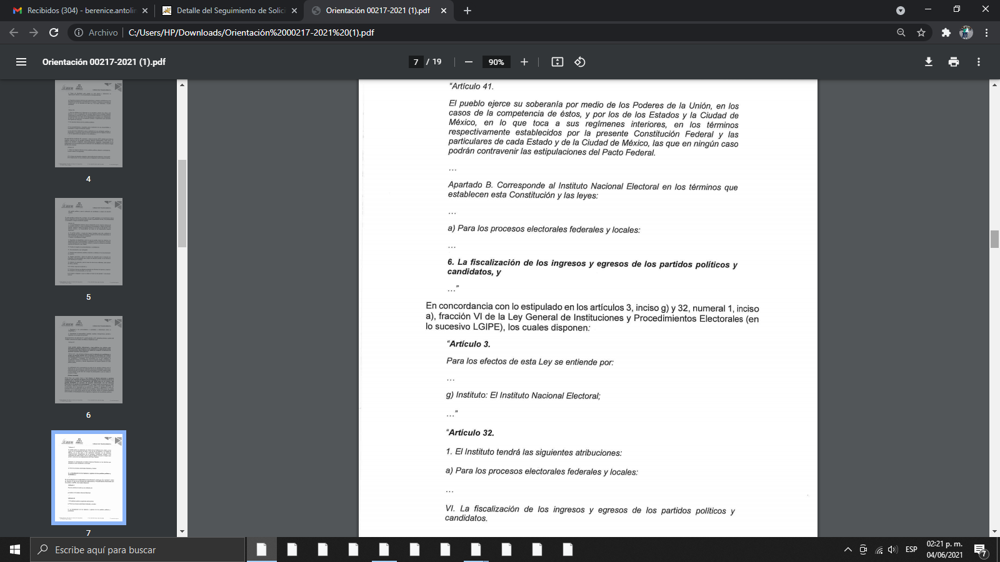 Recibidos (304) - berenice.antolin
Detalle del Seguimiento de Solici
Orientación 00217-2021 (1).pdf
Archivo
C:/Users/HP/Downloads/Orientación%2000217-2021%20(1).pdf
Orientación 00217-2021 (1).pdf
7 / 19
90%
4
5
6
7
“Artículo 41.
El pueblo ejerce su soberanía por medio de los Poderes de la Unión, en los
casos de la competencia de éstos, y por los de los Estados y la Ciudad de
México, en lo que toca a sus regímenes interiores, en los términos
respectivamente establecidos por la presente Constitución Federal y las
particulares de cada Estado y de la Ciudad de México, las que en ningún caso
podrán contravenir las estipulaciones del Pacto Federal.
...
Apartado B. Corresponde al Instituto Nacional Electoral en los términos que
establecen esta Constitución y las leyes:
...
a) Para los procesos electorales federales y locales:
...
6. La fiscalización de los ingresos y egresos de los partidos políticos y
candidatos, y
...”
En concordancia con lo estipulado en los artículos 3, inciso g) y 32, numeral 1, inciso
a), fracción VI de la Ley General de Instituciones y Procedimientos Electorales (en
lo sucesivo LGIPE), los cuales disponen:
“Artículo 3.
Para los efectos de esta Ley se entiende por:
...
g) Instituto: El Instituto Nacional Electoral;
...”
“Artículo 32.
1. El Instituto tendrá las siguientes atribuciones:
a) Para los procesos electorales federales y locales:
...
VI. La fiscalización de los ingresos y egresos de los partidos políticos y
candidatos.
Escribe aquí para buscar
ESP
02:21 p. m.
04/06/2021
7